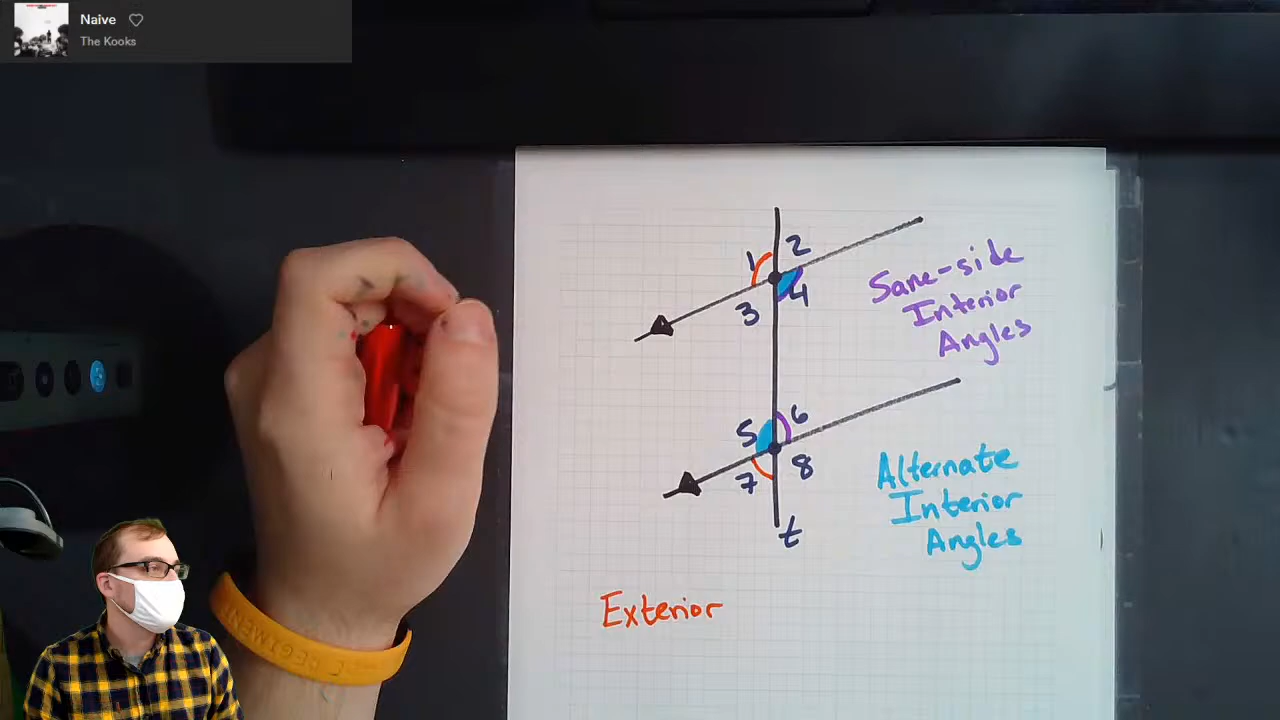 Naive
The Kooks
1 2
3 4
Same-side
Interior
Angles
5 6
7 8
t
Alternate
Interior
Angles
Exterior